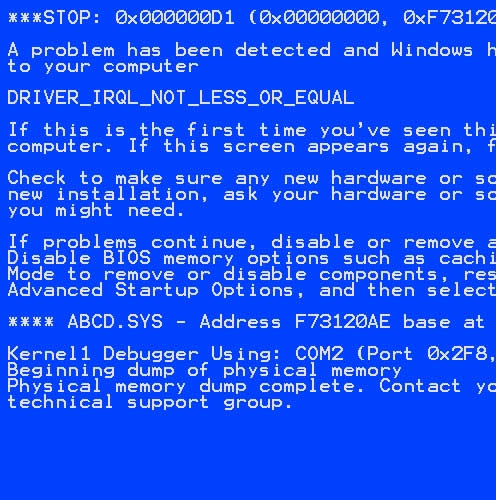 ***STOP: 0x000000D1 (0x00000000, 0xF73120
A problem has been detected and Windows h
to your computer
DRIVER_IRQL_NOT_LESS_OR_EQUAL
If this is the first time you've seen thi
computer. If this screen appears again, f
Check to make sure any new hardware or so
new installation, ask your hardware or so
you might need.
If problems continue, disable or remove a
Disable BIOS memory options such as cachi
Mode to remove or disable components, res
Advanced Startup Options, and then select
**** ABCD.SYS - Address F73120AE base at
Kernel1 Debugger Using: COM2 (Port 0x2F8,
Beginning dump of physical memory
Physical memory dump complete. Contact yo
technical support group.